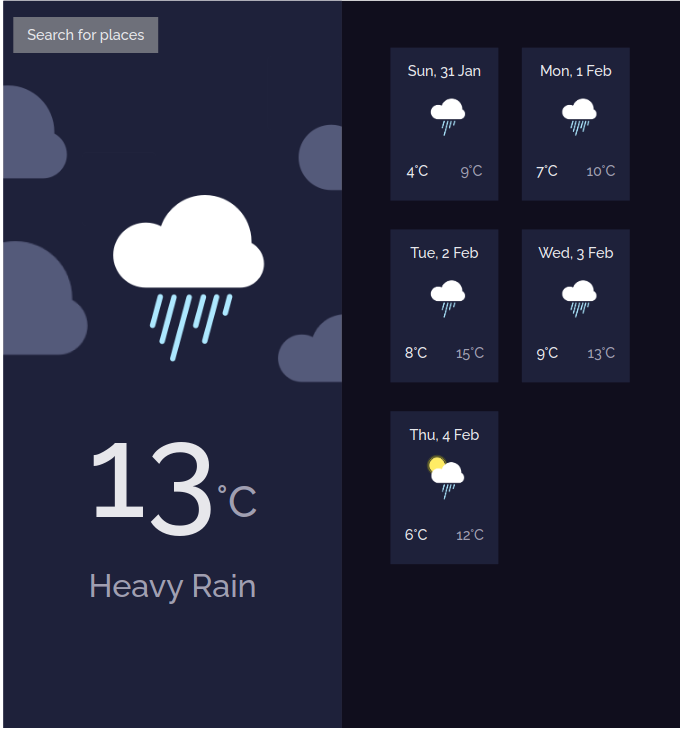 Search for places
13°C
Heavy Rain
Sun, 31 Jan
4°C 9°C
Mon, 1 Feb
7°C 10°C
Tue, 2 Feb
8°C 15°C
Wed, 3 Feb
9°C 13°C
Thu, 4 Feb
6°C 12°C